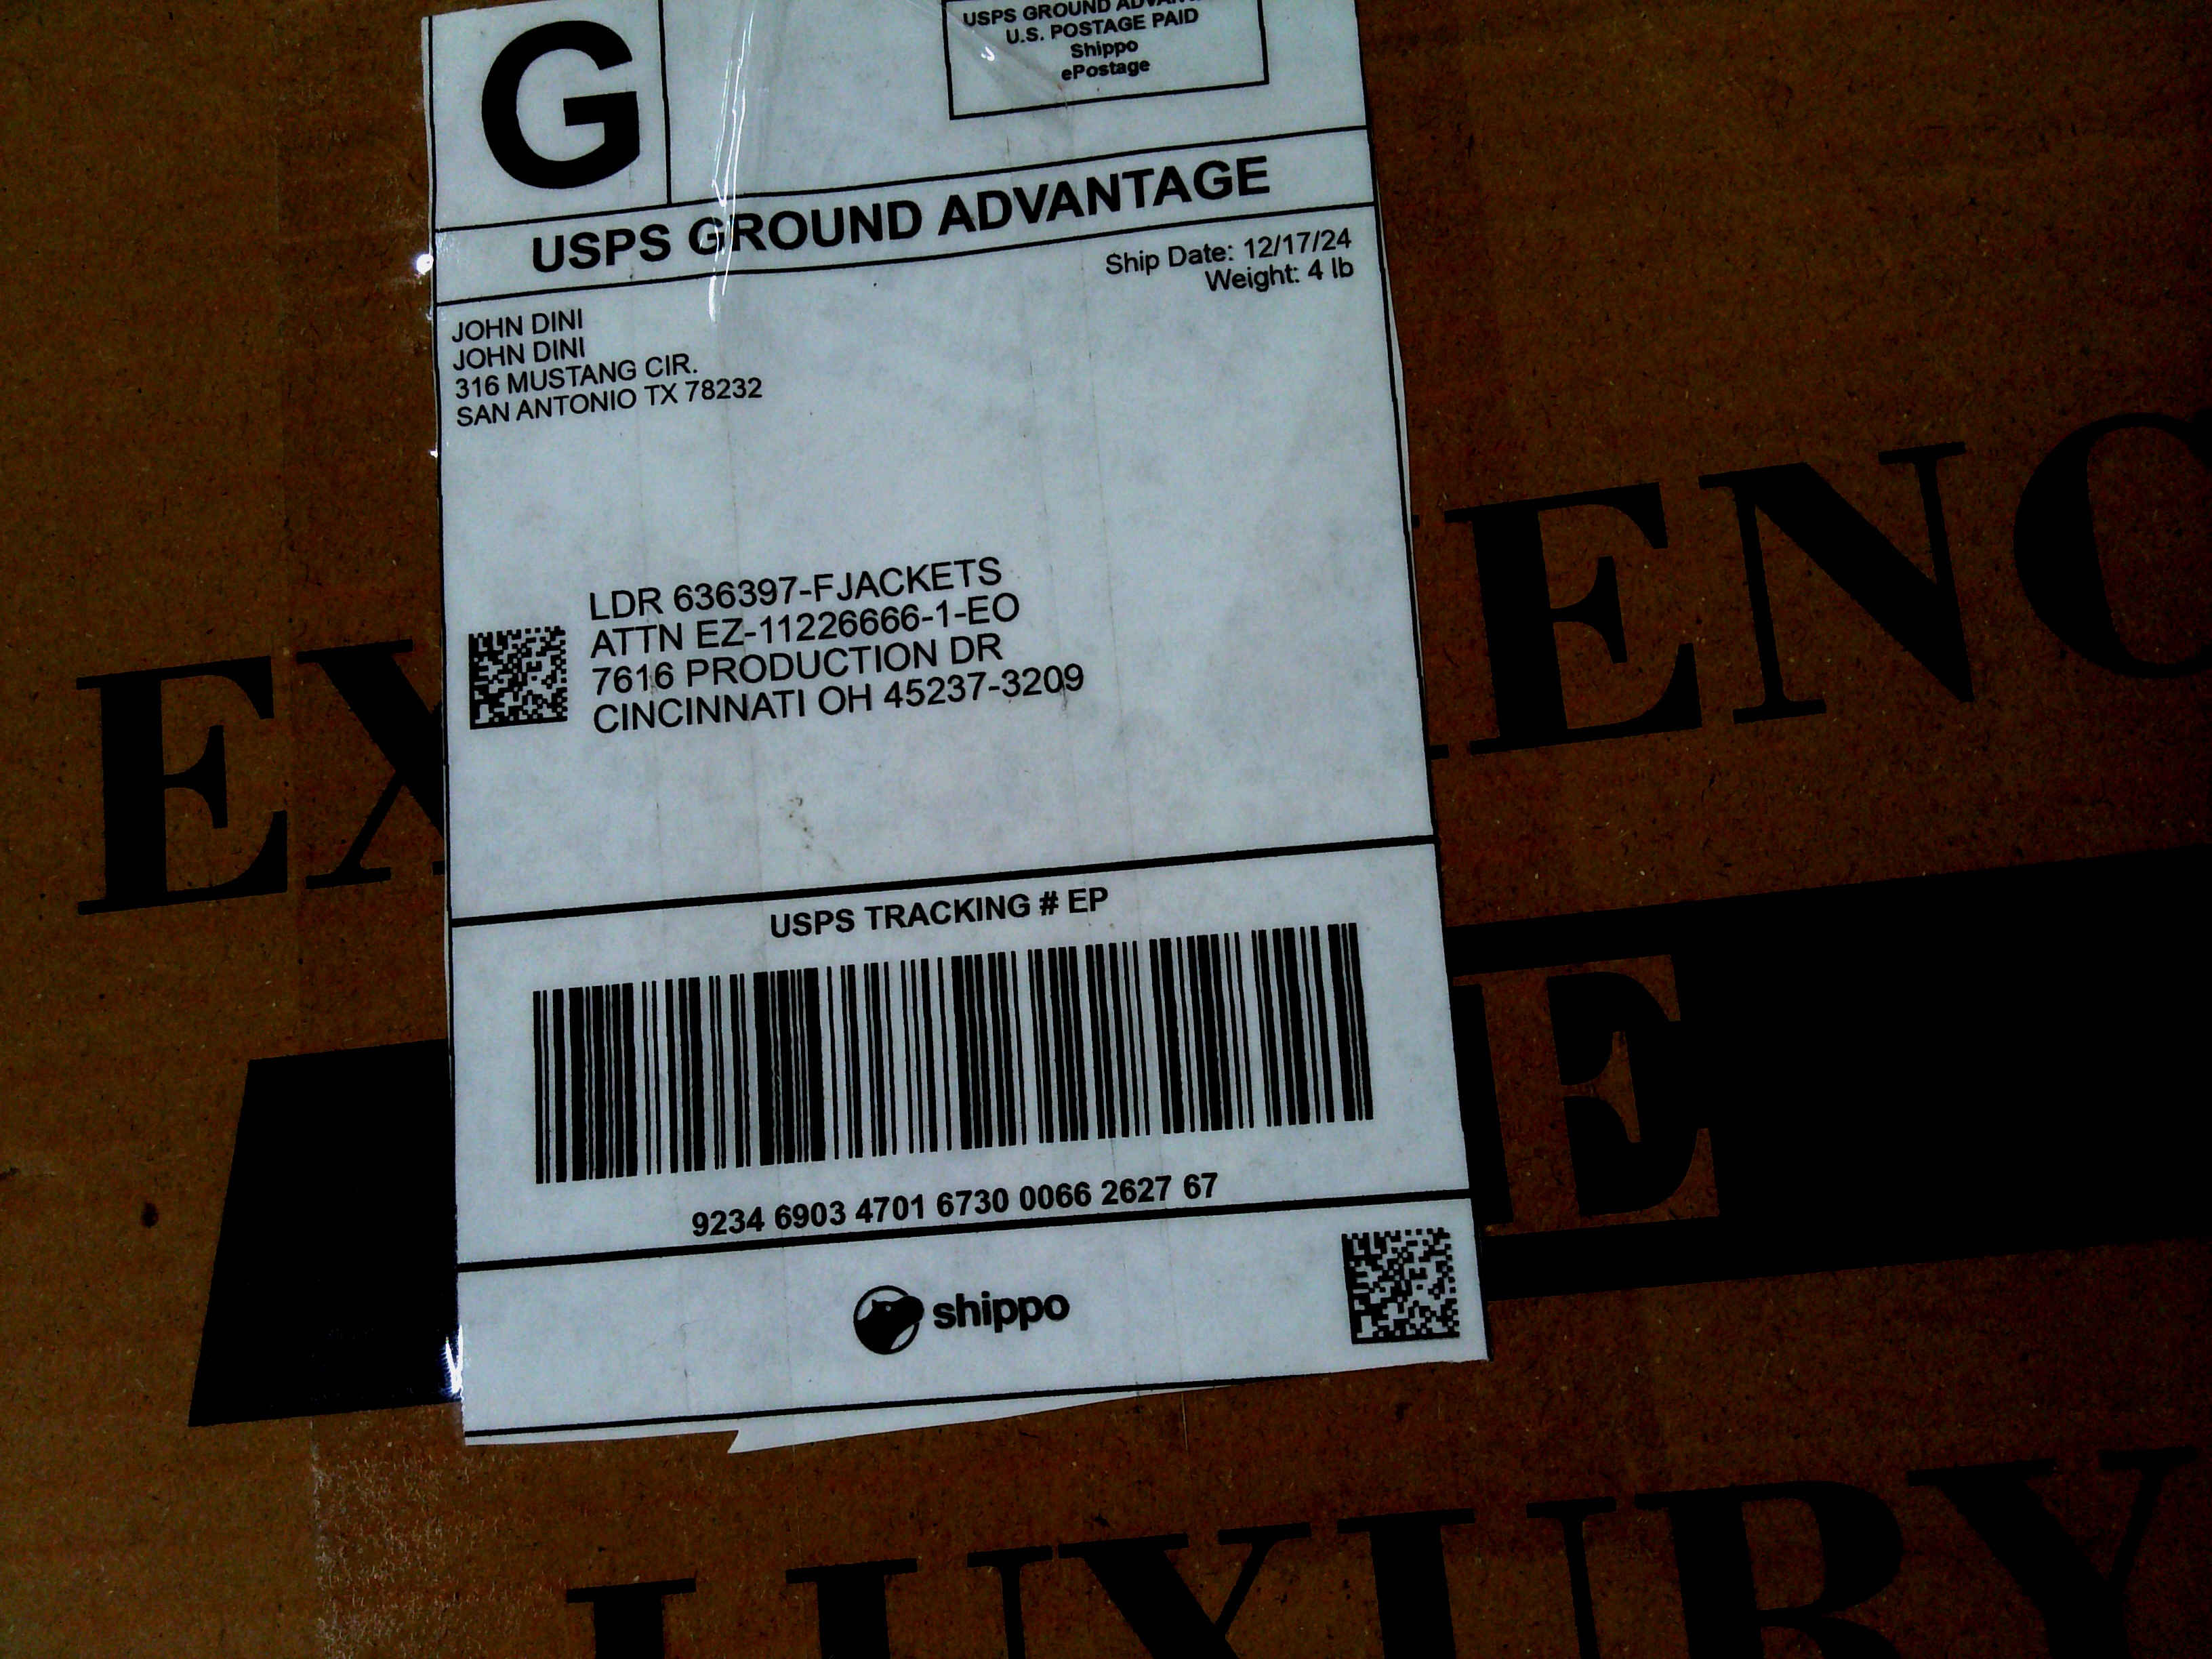 G
USPS GROUND
U.S. POSTAGE PAID
Shippo
ePostage
USPS GROUND ADVANTAGE
Ship Date: 12/17/24
Weight: 4 lb
JOHN DINI
JOHN DINI
316 MUSTANG CIR.
SAN ANTONIO TX 78232
LDR 636397-FJACKETS
ATTN EZ-11226666-1-EO
7616 PRODUCTION DR
CINCINNATI OH 45237-3209
USPS TRACKING # EP
9234 6903 4701 6730 0066 2627 67
shippo
LUXURY